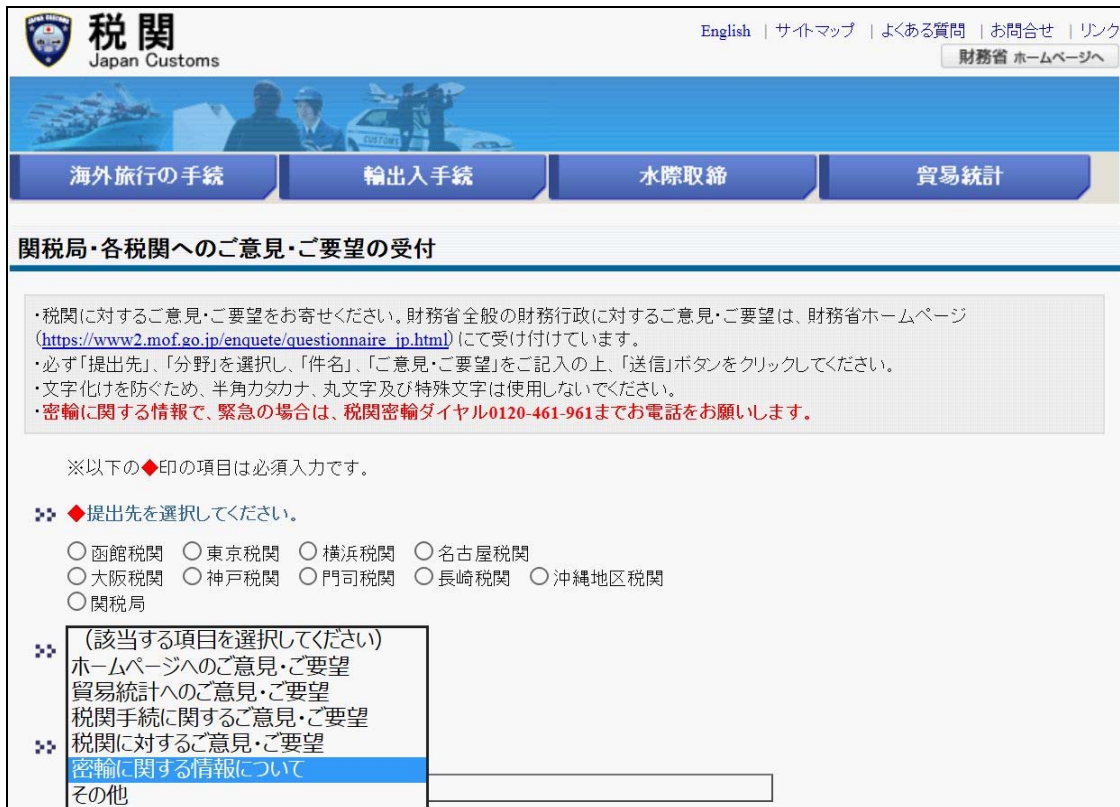 税関
Japan Customs
English | サイトマップ | よくある質問 | お問合せ | リンク
財務省 ホームページへ
CUSTOMS
海外旅行の手続 輸出入手続 水際取締 貿易統計
関税局・各税関へのご意見・ご要望の受付
・税関に対するご意見・ご要望をお寄せください。財務省全般の財務行政に対するご意見・ご要望は、財務省ホームページ
(https://www2.mof.go.jp/enquete/questionnaire_jp.html)にて受け付けています。
・必ず「提出先」、「分野」を選択し、「件名」、「ご意見・ご要望」をご記入の上、「送信」ボタンをクリックしてください。
・文字化けを防ぐため、半角カタカナ、丸文字及び特殊文字は使用しないでください。
・密輸に関する情報で、緊急の場合は、税関密輸ダイヤル0120-461-961までお電話をお願いします。
※以下の◆印の項目は必須入力です。
◆提出先を選択してください。
函館税関 東京税関 横浜税関 名古屋税関
大阪税関 神戸税関 門司税関 長崎税関 沖縄地区税関
関税局
(該当する項目を選択してください)
ホームページへのご意見・ご要望
貿易統計へのご意見・ご要望
税関手続に関するご意見・ご要望
税関に対するご意見・ご要望
密輸に関する情報について
その他